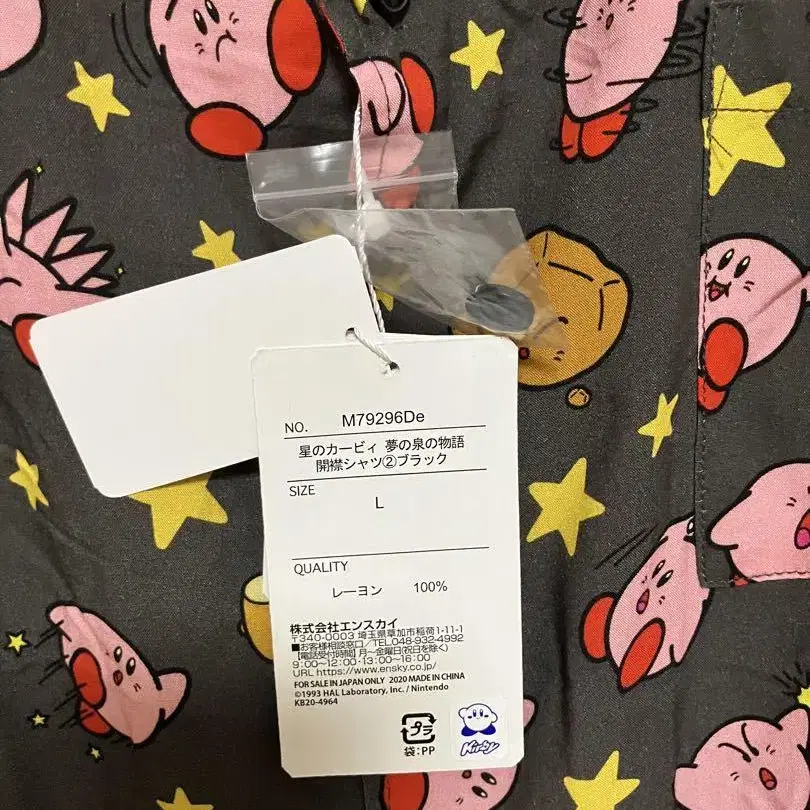 NO. M79296De
星のカービィ 夢の泉の物語
開襟シャツ②ブラック
SIZE
L
QUALITY
レーヨン 100%
株式会社エンスカイ
〒340-0003 埼玉県草加市稲荷1-11-1
■お客様相談窓口/TEL048-932-4992
【電話受付時間】月〜金曜日(祝日を除く)
9:00〜12:00・13:00〜16:00
URL https://www.ensky.co.jp/
FOR SALE IN JAPAN ONLY 2020 MADE IN CHINA
©1993 HAL Laboratory, Inc. / Nintendo
KB20-4964
プラ
袋:PP
Kirby